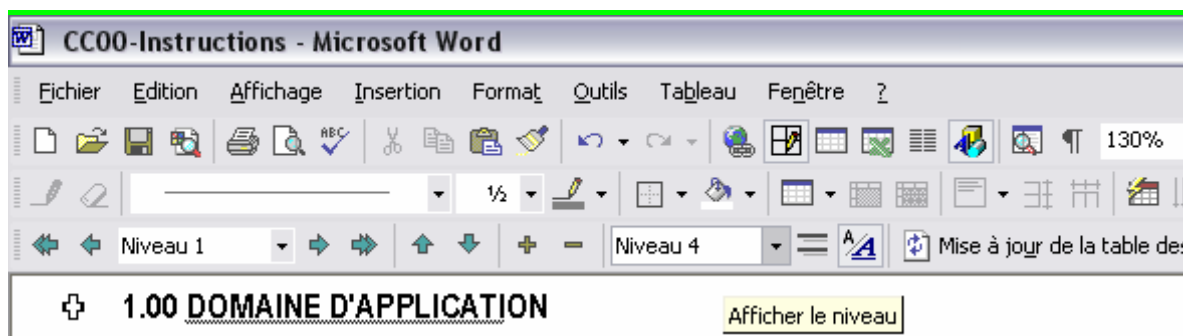 CC00-Instructions - Microsoft Word
Fichier Edition Affichage Insertion Format Outils Tableau Fenêtre ?
ABC 130%
½
Niveau 1 Niveau 4 A A Mise à jour de la table des
1.00 DOMAINE D'APPLICATION
Afficher le niveau